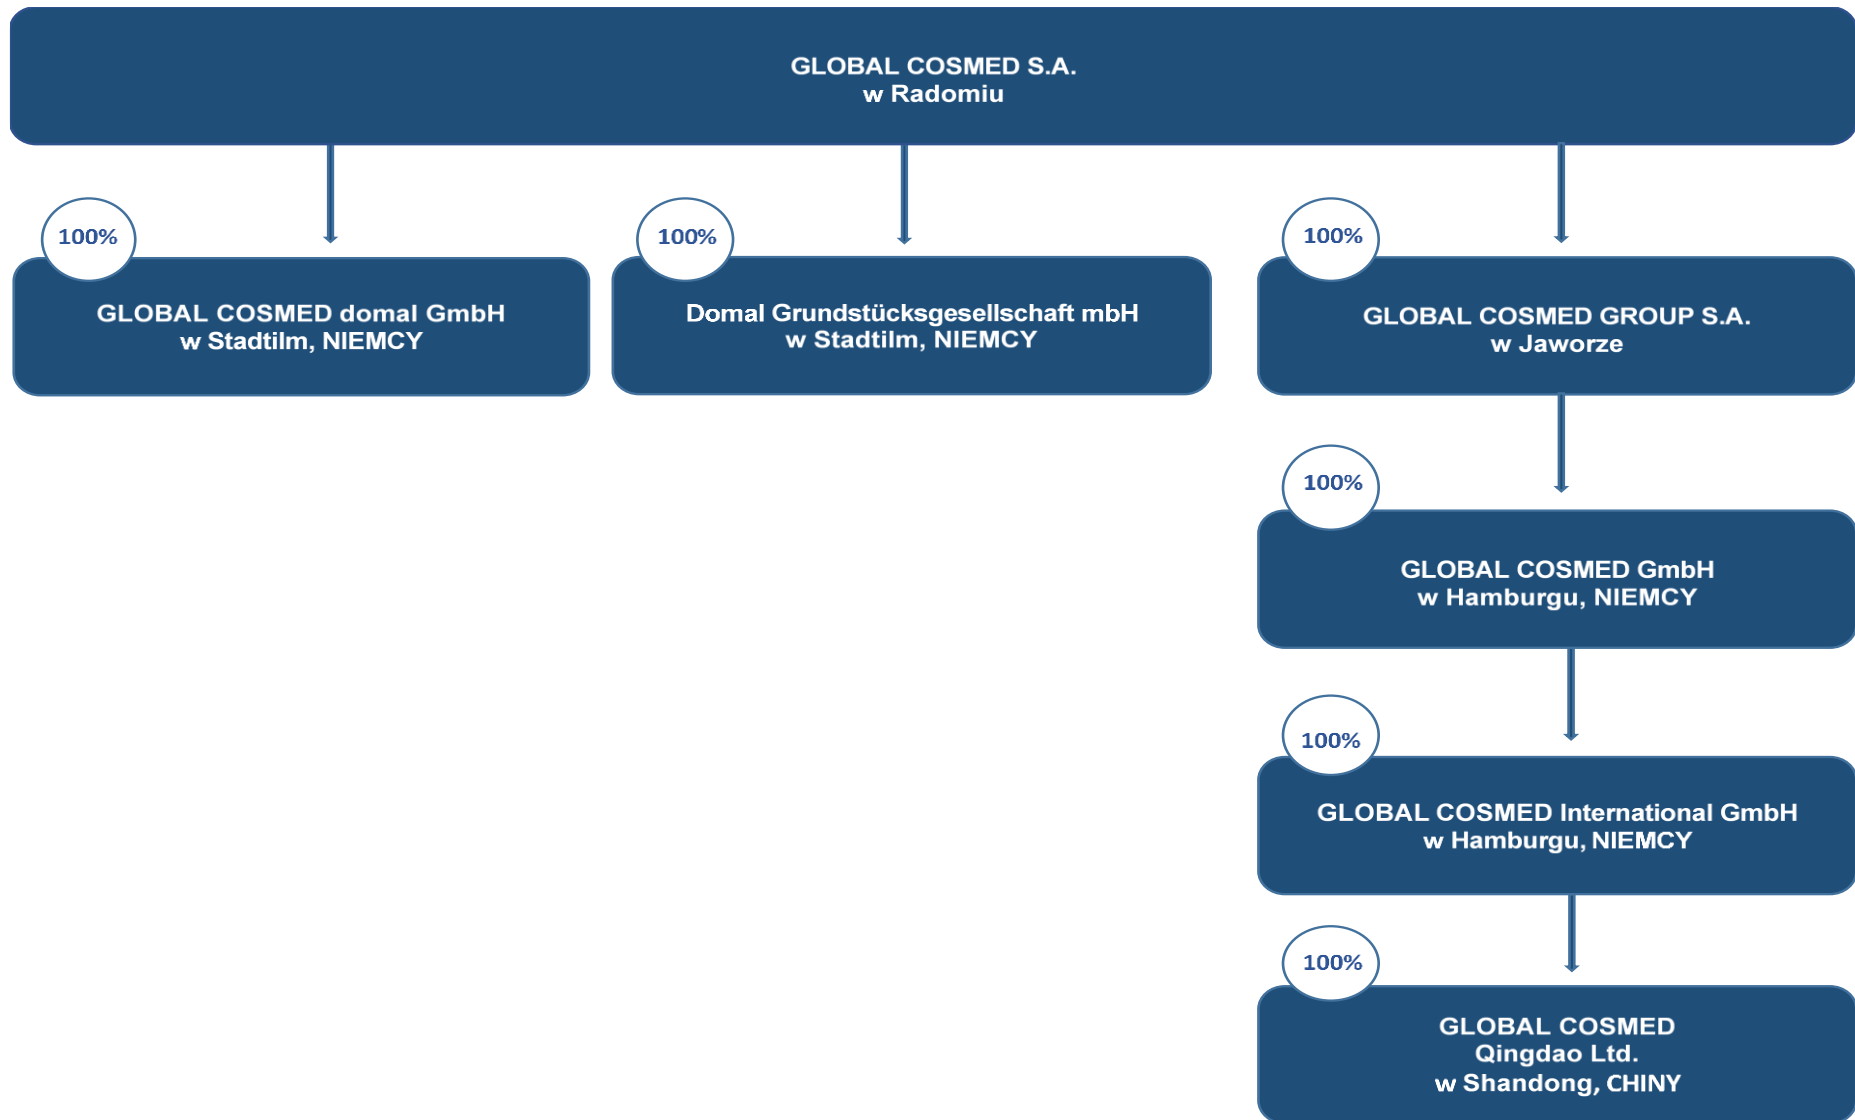 GLOBAL COSMED S.A.
w Radomiu
100%
GLOBAL COSMED domal GmbH
w Stadtilm, NIEMCY
100%
Domal Grundstücksgesellschaft mbH
w Stadtilm, NIEMCY
100%
GLOBAL COSMED GROUP S.A.
w Jaworze
100%
GLOBAL COSMED GmbH
w Hamburgu, NIEMCY
100%
GLOBAL COSMED International GmbH
w Hamburgu, NIEMCY
100%
GLOBAL COSMED
Qingdao Ltd.
w Shandong, CHINY